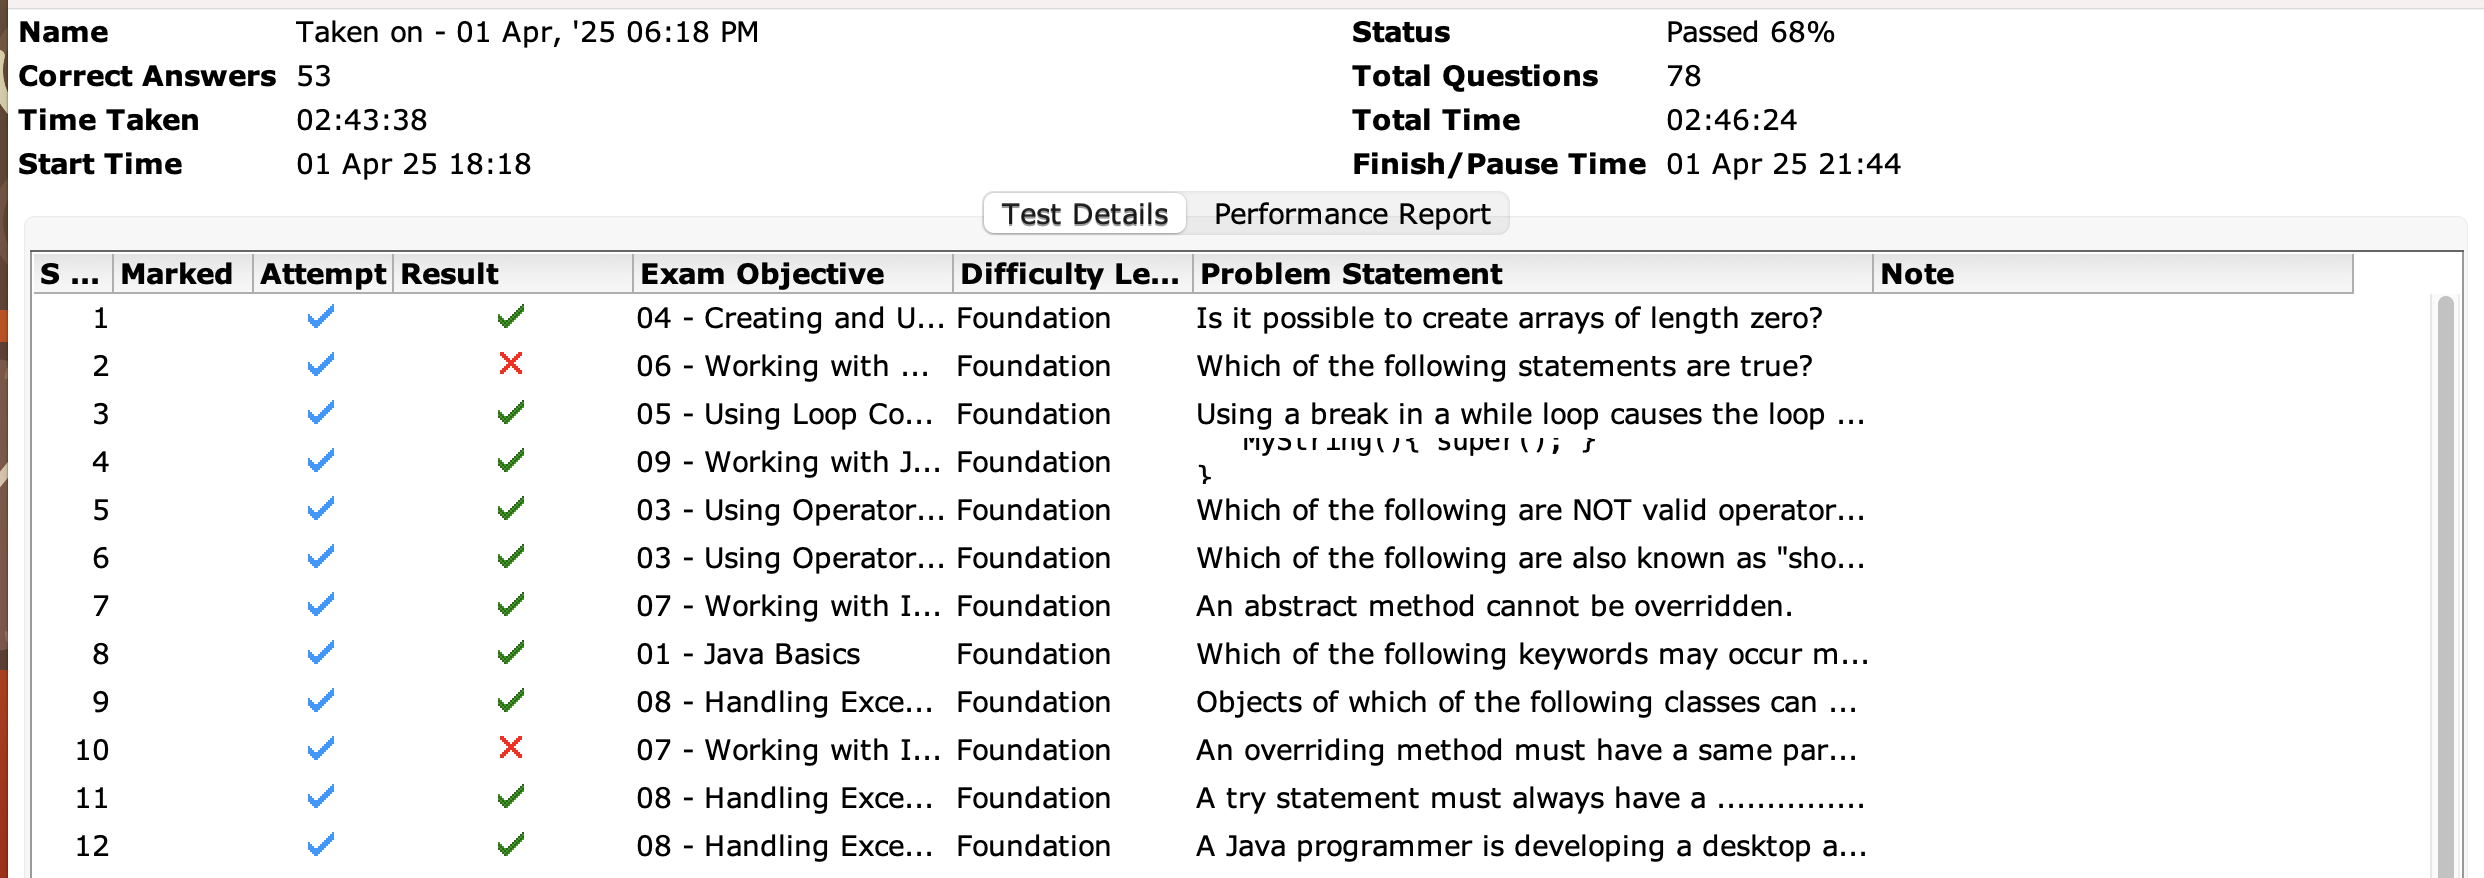 Name Taken on - 01 Apr, '25 06:18 PM Status Passed 68%
Correct Answers 53 Total Questions 78
Time Taken 02:43:38 Total Time 02:46:24
Start Time 01 Apr 25 18:18 Finish/Pause Time 01 Apr 25 21:44
Test Details Performance Report
S ... Marked Attempt Result Exam Objective Difficulty Le... Problem Statement Note
1 04 - Creating and U... Foundation Is it possible to create arrays of length zero?
2 06 - Working with ... Foundation Which of the following statements are true?
3 05 - Using Loop Co... Foundation Using a break in a while loop causes the loop ...
MyString(){ super(); }
4 09 - Working with J... Foundation
}
5 03 - Using Operator... Foundation Which of the following are NOT valid operator...
6 03 - Using Operator... Foundation Which of the following are also known as "sho...
7 07 - Working with I... Foundation An abstract method cannot be overridden.
8 01 - Java Basics Foundation Which of the following keywords may occur m...
9 08 - Handling Exce... Foundation Objects of which of the following classes can ...
10 07 - Working with I... Foundation An overriding method must have a same par...
11 08 - Handling Exce... Foundation A try statement must always have a ...............
12 08 - Handling Exce... Foundation A Java programmer is developing a desktop a...